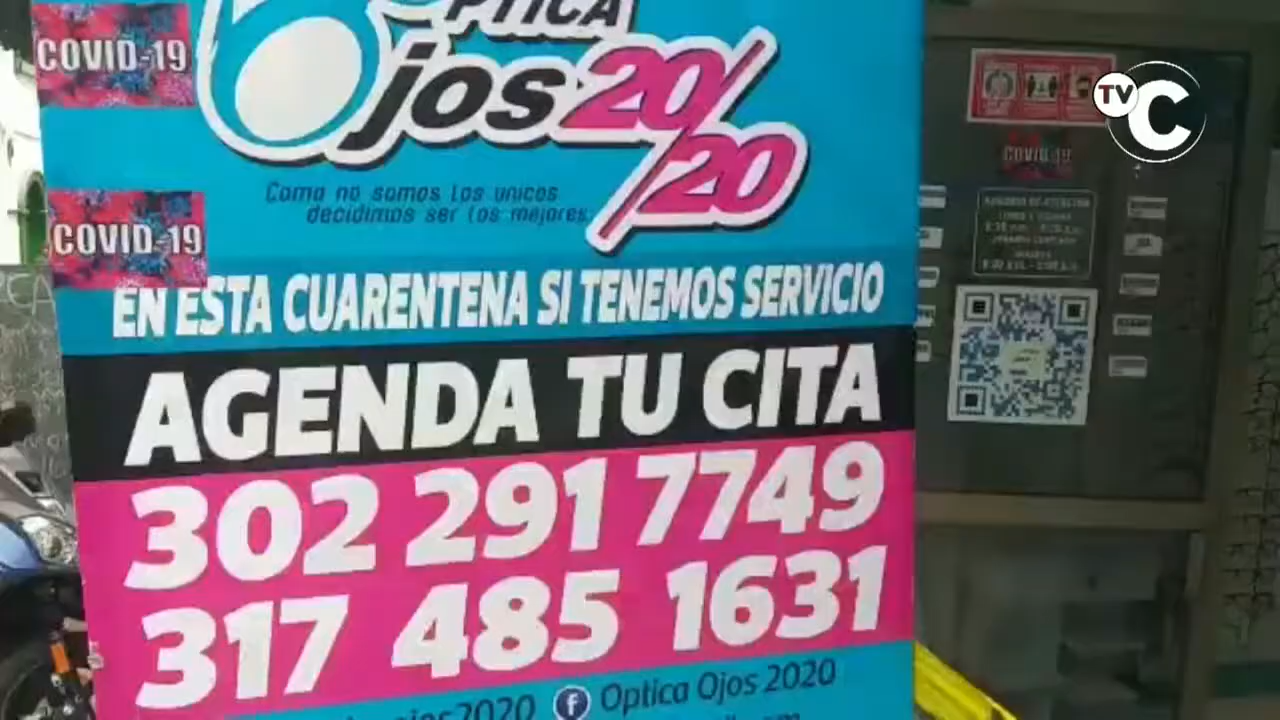 COVID-19
OPTICA
Ojos 20/20
Como no somos los unicos
decidimos ser los mejores.
COVID-19
EN ESTA CUARENTENA SI TENEMOS SERVICIO
AGENDA TU CITA
302 291 7749
317 485 1631
Optica Ojos 2020
TVC
COVID-19